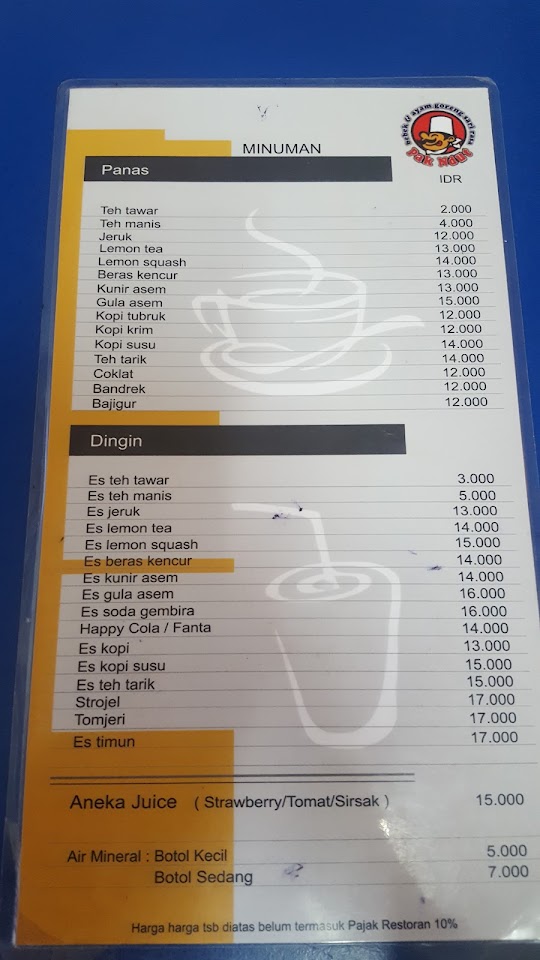 Bebek & ayam goreng sari rasa
Pak Ndut
MINUMAN
Panas
IDR
Teh tawar 2.000
Teh manis 4.000
Jeruk 12.000
Lemon tea 13.000
Lemon squash 14.000
Beras kencur 13.000
Kunir asem 13.000
Gula asem 15.000
Kopi tubruk 12.000
Kopi krim 12.000
Kopi susu 14.000
Teh tarik 14.000
Coklat 12.000
Bandrek 12.000
Bajigur 12.000
Dingin
Es teh tawar 3.000
Es teh manis 5.000
Es jeruk 13.000
Es lemon tea 14.000
Es lemon squash 15.000
Es beras kencur 14.000
Es kunir asem 14.000
Es gula asem 16.000
Es soda gembira 16.000
Happy Cola / Fanta 14.000
Es kopi 13.000
Es kopi susu 15.000
Es teh tarik 15.000
Strojel 17.000
Tomjeri 17.000
Es timun 17.000
Aneka Juice ( Strawberry/Tomat/Sirsak ) 15.000
Air Mineral : Botol Kecil 5.000
Botol Sedang 7.000
Harga harga tsb diatas belum termasuk Pajak Restoran 10%